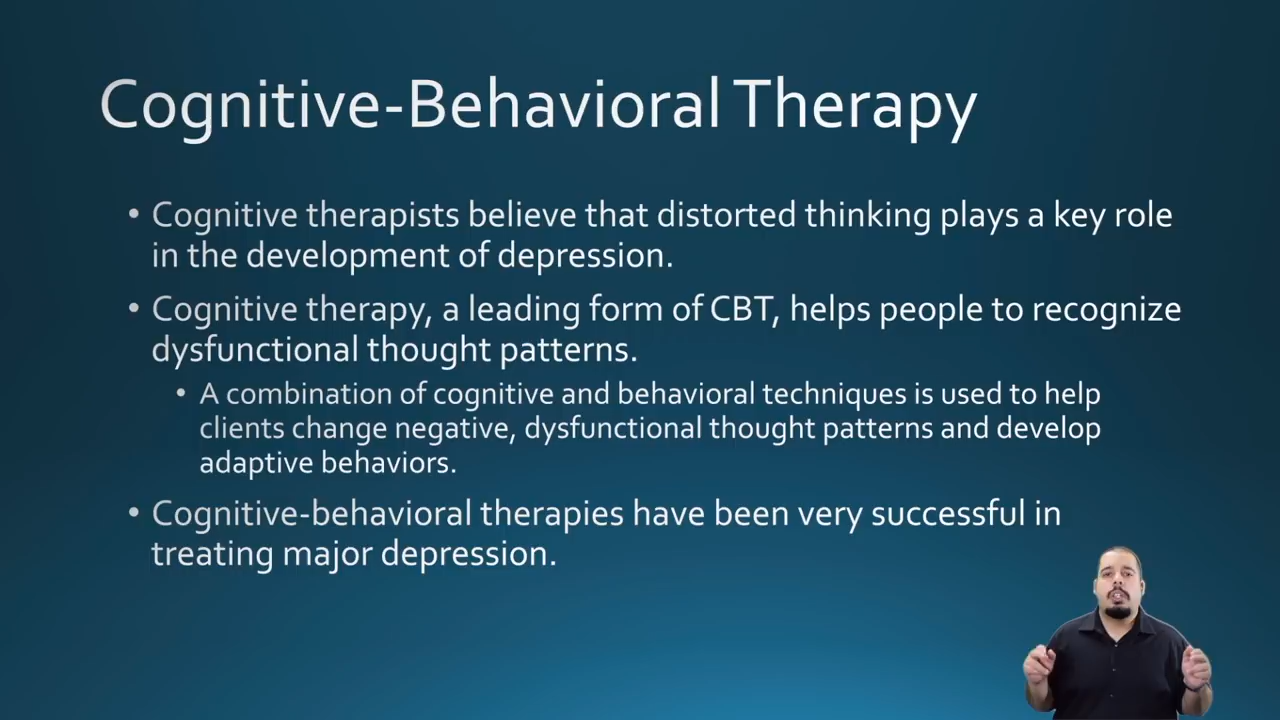 Cognitive-Behavioral Therapy
• Cognitive therapists believe that distorted thinking plays a key role
in the development of depression.
• Cognitive therapy, a leading form of CBT, helps people to recognize
dysfunctional thought patterns.
• A combination of cognitive and behavioral techniques is used to help
clients change negative, dysfunctional thought patterns and develop
adaptive behaviors.
• Cognitive-behavioral therapies have been very successful in
treating major depression.